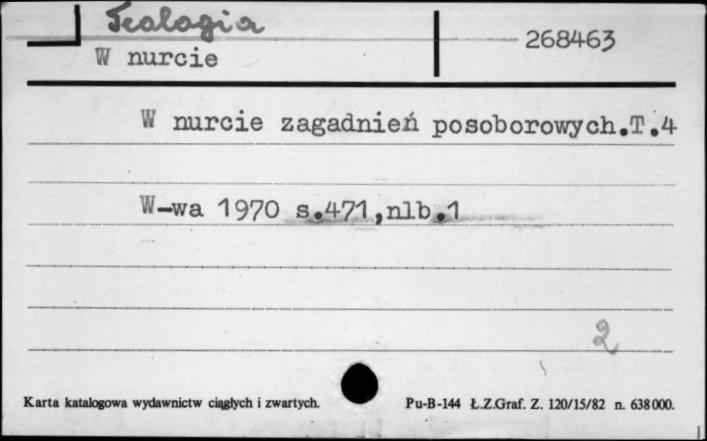 Teologia
268463
W nurcie
W nurcie zagadnień posoborowych.T.4
W-wa 1970 s.471,nlb.1
2
Karta katalogowa wydawnictw ciągłych i zwartych. Pu-B-144 Ł.Z.Graf. Z. 120/15/82 n. 638000.